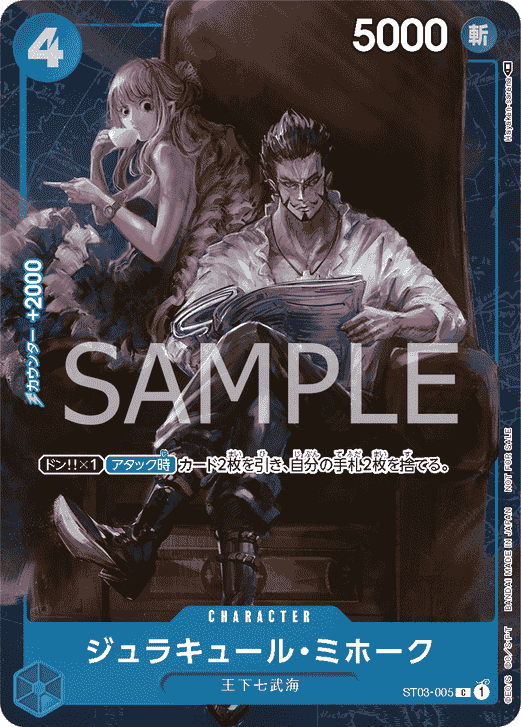 4
5000 斬
カウンター +2000
SAMPLE
ドン!!×1 アタック時 カード2枚を引き、自分の手札2枚を捨てる。
CHARACTER
ジュラキュール・ミホーク
王下七武海
ST03-005 C 1
BANDAI MADE IN JAPAN NOT FOR SALE